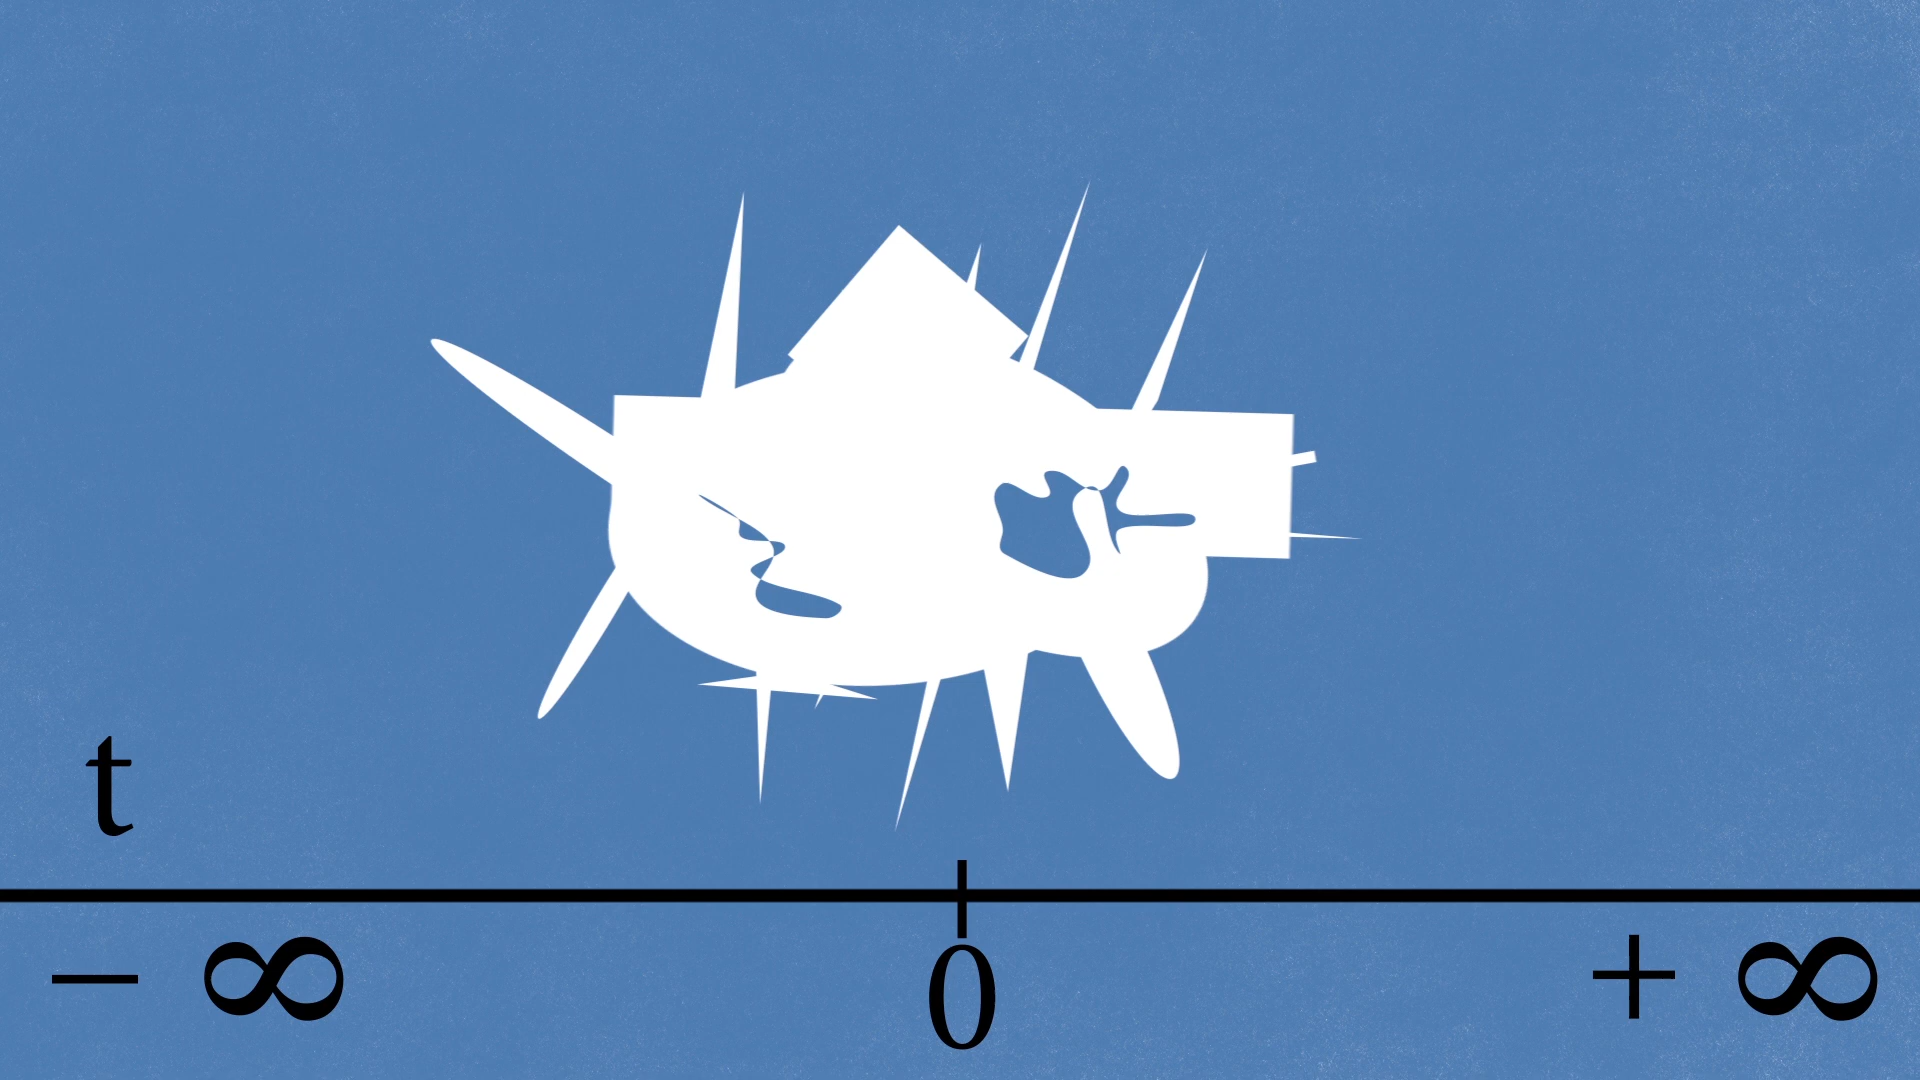 t
− ∞ 0 + ∞